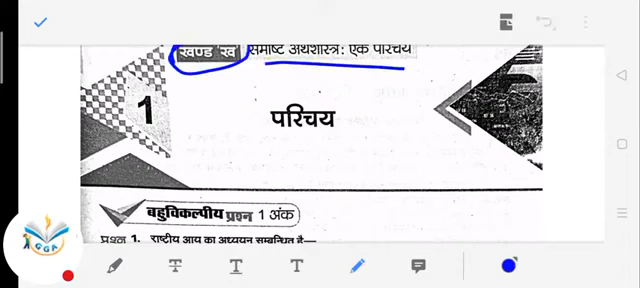 खण्ड 'ख' समष्टि अर्थशास्त्र: एक परिचय
1
परिचय
बहुविकल्पीय प्रश्न 1 अंक
प्रश्न 1. राष्ट्रीय आय का अध्ययन सम्बन्धित है—
GGA
T T T